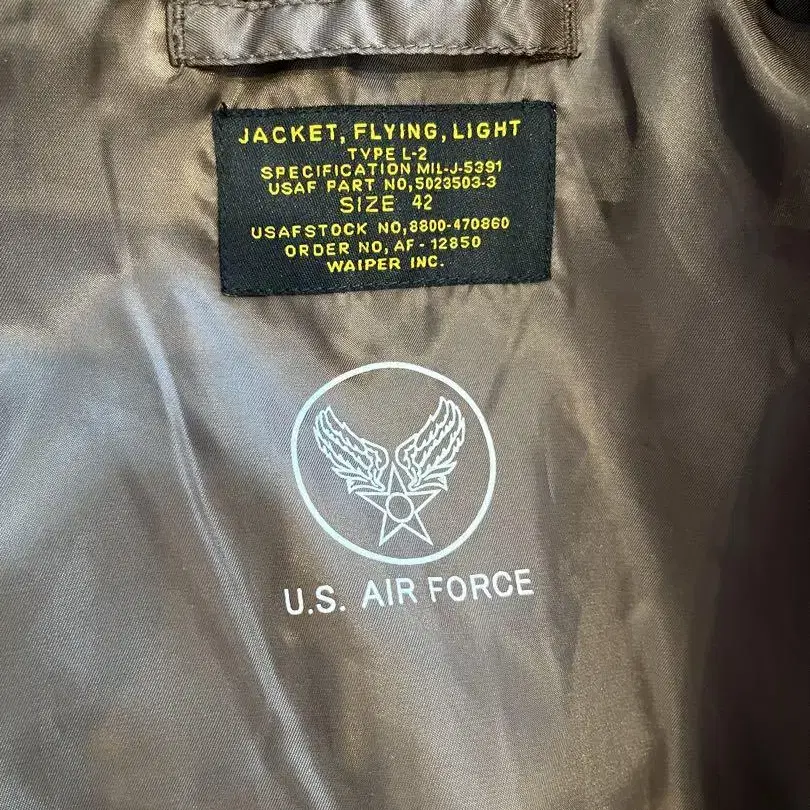 JACKET, FLYING, LIGHT
TYPE L-2
SPECIFICATION MIL-J-5391
USAF PART NO,5023503-3
SIZE 42
USAFSTOCK NO,8800-470860
ORDER NO, AF - 12850
WAIPER INC.
U.S. AIR FORCE